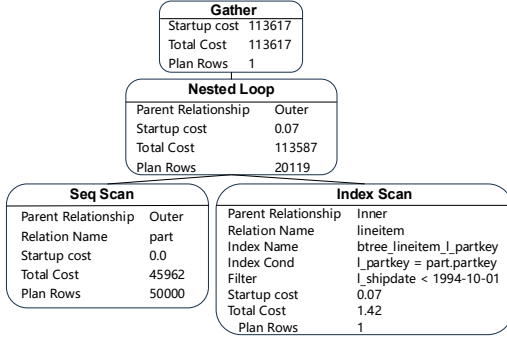 Gather
Startup cost 113617
Total Cost 113617
Plan Rows 1
Nested Loop
Parent Relationship Outer
Startup cost 0.07
Total Cost 113587
Plan Rows 20119
Seq Scan
Parent Relationship Outer
Relation Name part
Startup cost 0.0
Total Cost 45962
Plan Rows 50000
Index Scan
Parent Relationship Inner
Relation Name lineitem
Index Name btree_lineitem_l_partkey
Index Cond l_partkey = part.partkey
Filter l_shipdate < 1994-10-01
Startup cost 0.07
Total Cost 1.42
Plan Rows 1